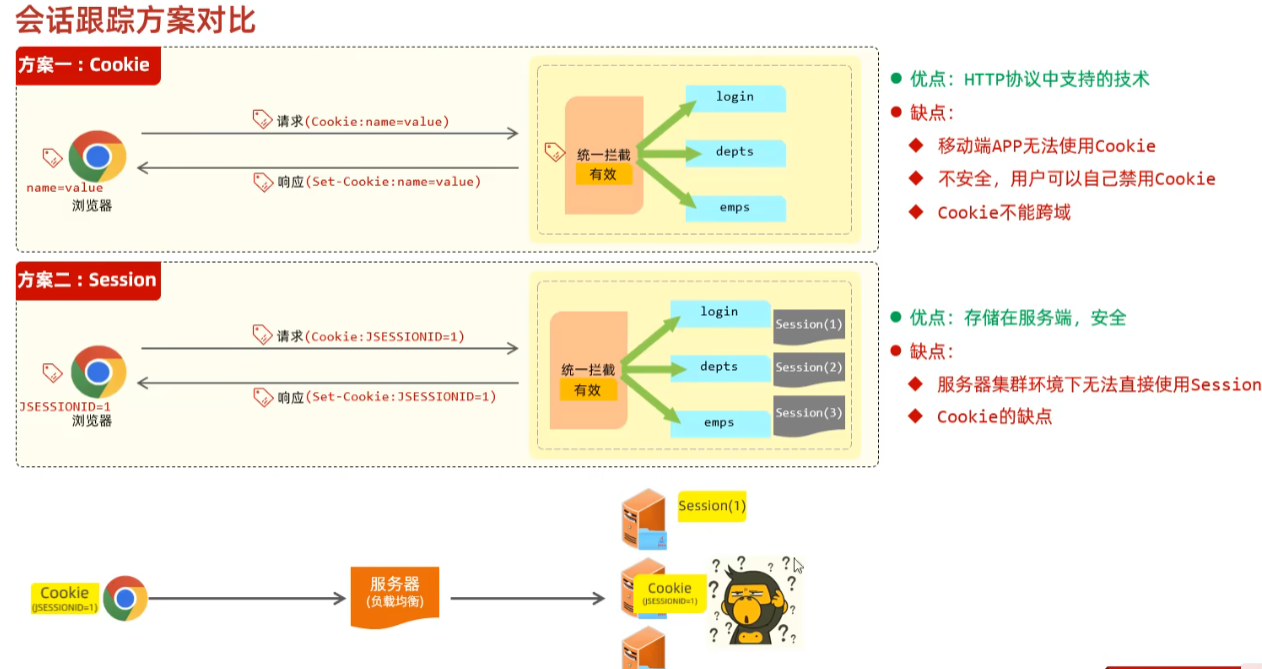 会话跟踪方案对比
方案一：Cookie
请求(Cookie:name=value)
响应(Set-Cookie:name=value)
name=value
浏览器
统一拦截
有效
login
depts
emps
优点：HTTP协议中支持的技术
缺点：
移动端APP无法使用Cookie
不安全，用户可以自己禁用Cookie
Cookie不能跨域
方案二：Session
请求(Cookie:JSESSIONID=1)
响应(Set-Cookie:JSESSIONID=1)
JSESSIONID=1
浏览器
统一拦截
有效
login
depts
emps
Session(1)
Session(2)
Session(3)
优点：存储在服务端，安全
缺点：
服务器集群环境下无法直接使用Session
Cookie的缺点
Cookie
(JSESSIONID=1)
服务器
(负载均衡)
Session(1)
Cookie
(JSESSIONID=1)